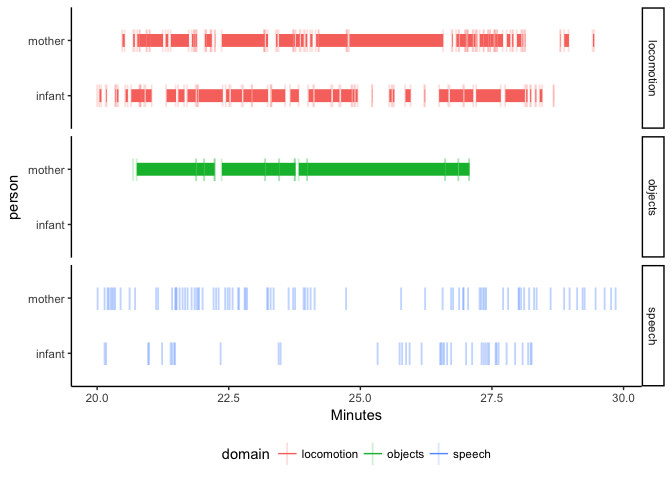 mother
infant
locomotion
mother
infant
objects
mother
infant
speech
person
20.0 22.5 25.0 27.5 30.0
Minutes
domain locomotion objects speech